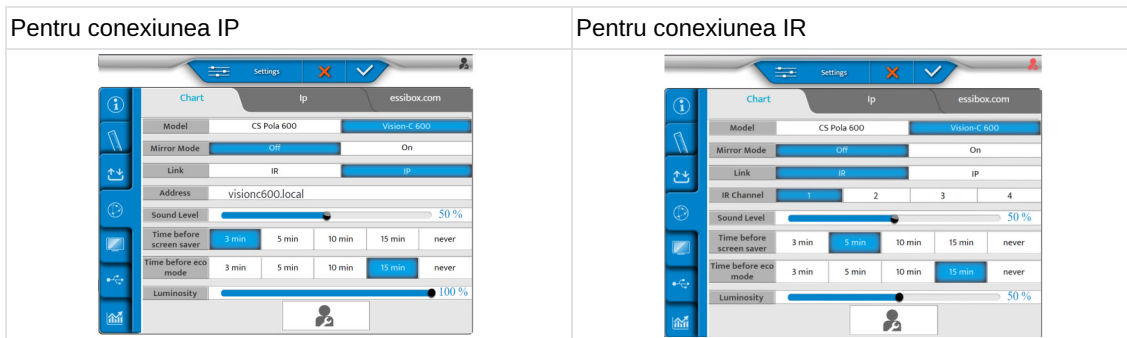 Pentru conexiunea IP
Settings
Chart Ip essibox.com
Model CS Pola 600 Vision-C 600
Mirror Mode Off On
Link IR IP
Address visionc600.local
Sound Level 50 %
Time before screen saver 3 min 5 min 10 min 15 min never
Time before eco mode 3 min 5 min 10 min 15 min never
Luminosity 100 %
Pentru conexiunea IR
Settings
Chart Ip essibox.com
Model CS Pola 600 Vision-C 600
Mirror Mode Off On
Link IR IP
IR Channel 1 2 3 4
Sound Level 50 %
Time before screen saver 3 min 5 min 10 min 15 min never
Time before eco mode 3 min 5 min 10 min 15 min never
Luminosity 50 %